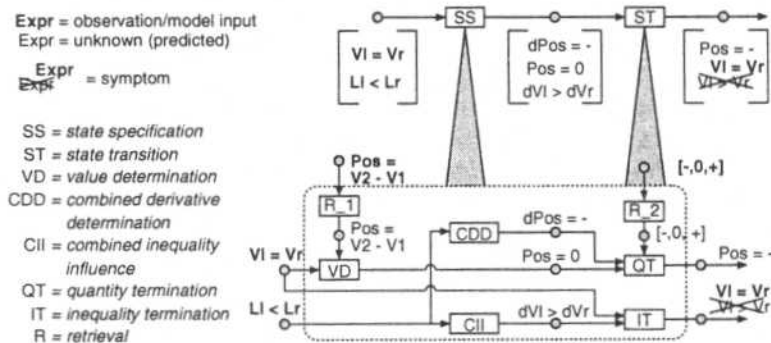 Expr = observation/model input
Expr = unknown (predicted)
Expr
Expr = symptom
SS = state specification
ST = state transition
VD = value determination
CDD = combined derivative
determination
CII = combined inequality
influence
QT = quantity termination
IT = inequality termination
R = retrieval
SS
ST
Vl = Vr
Ll < Lr
dPos = -
Pos = 0
dVl > dVr
Pos = -
Vl = Vr
Vl > Vr
Pos =
V2 - V1
[-,0,+]
R_1
R_2
Pos =
V2 - V1
CDD
dPos = -
[-,0,+]
Vl = Vr
VD
Pos = 0
QT
Pos = -
Ll < Lr
CII
dVl > dVr
IT
Vl = Vr
Vl > Vr